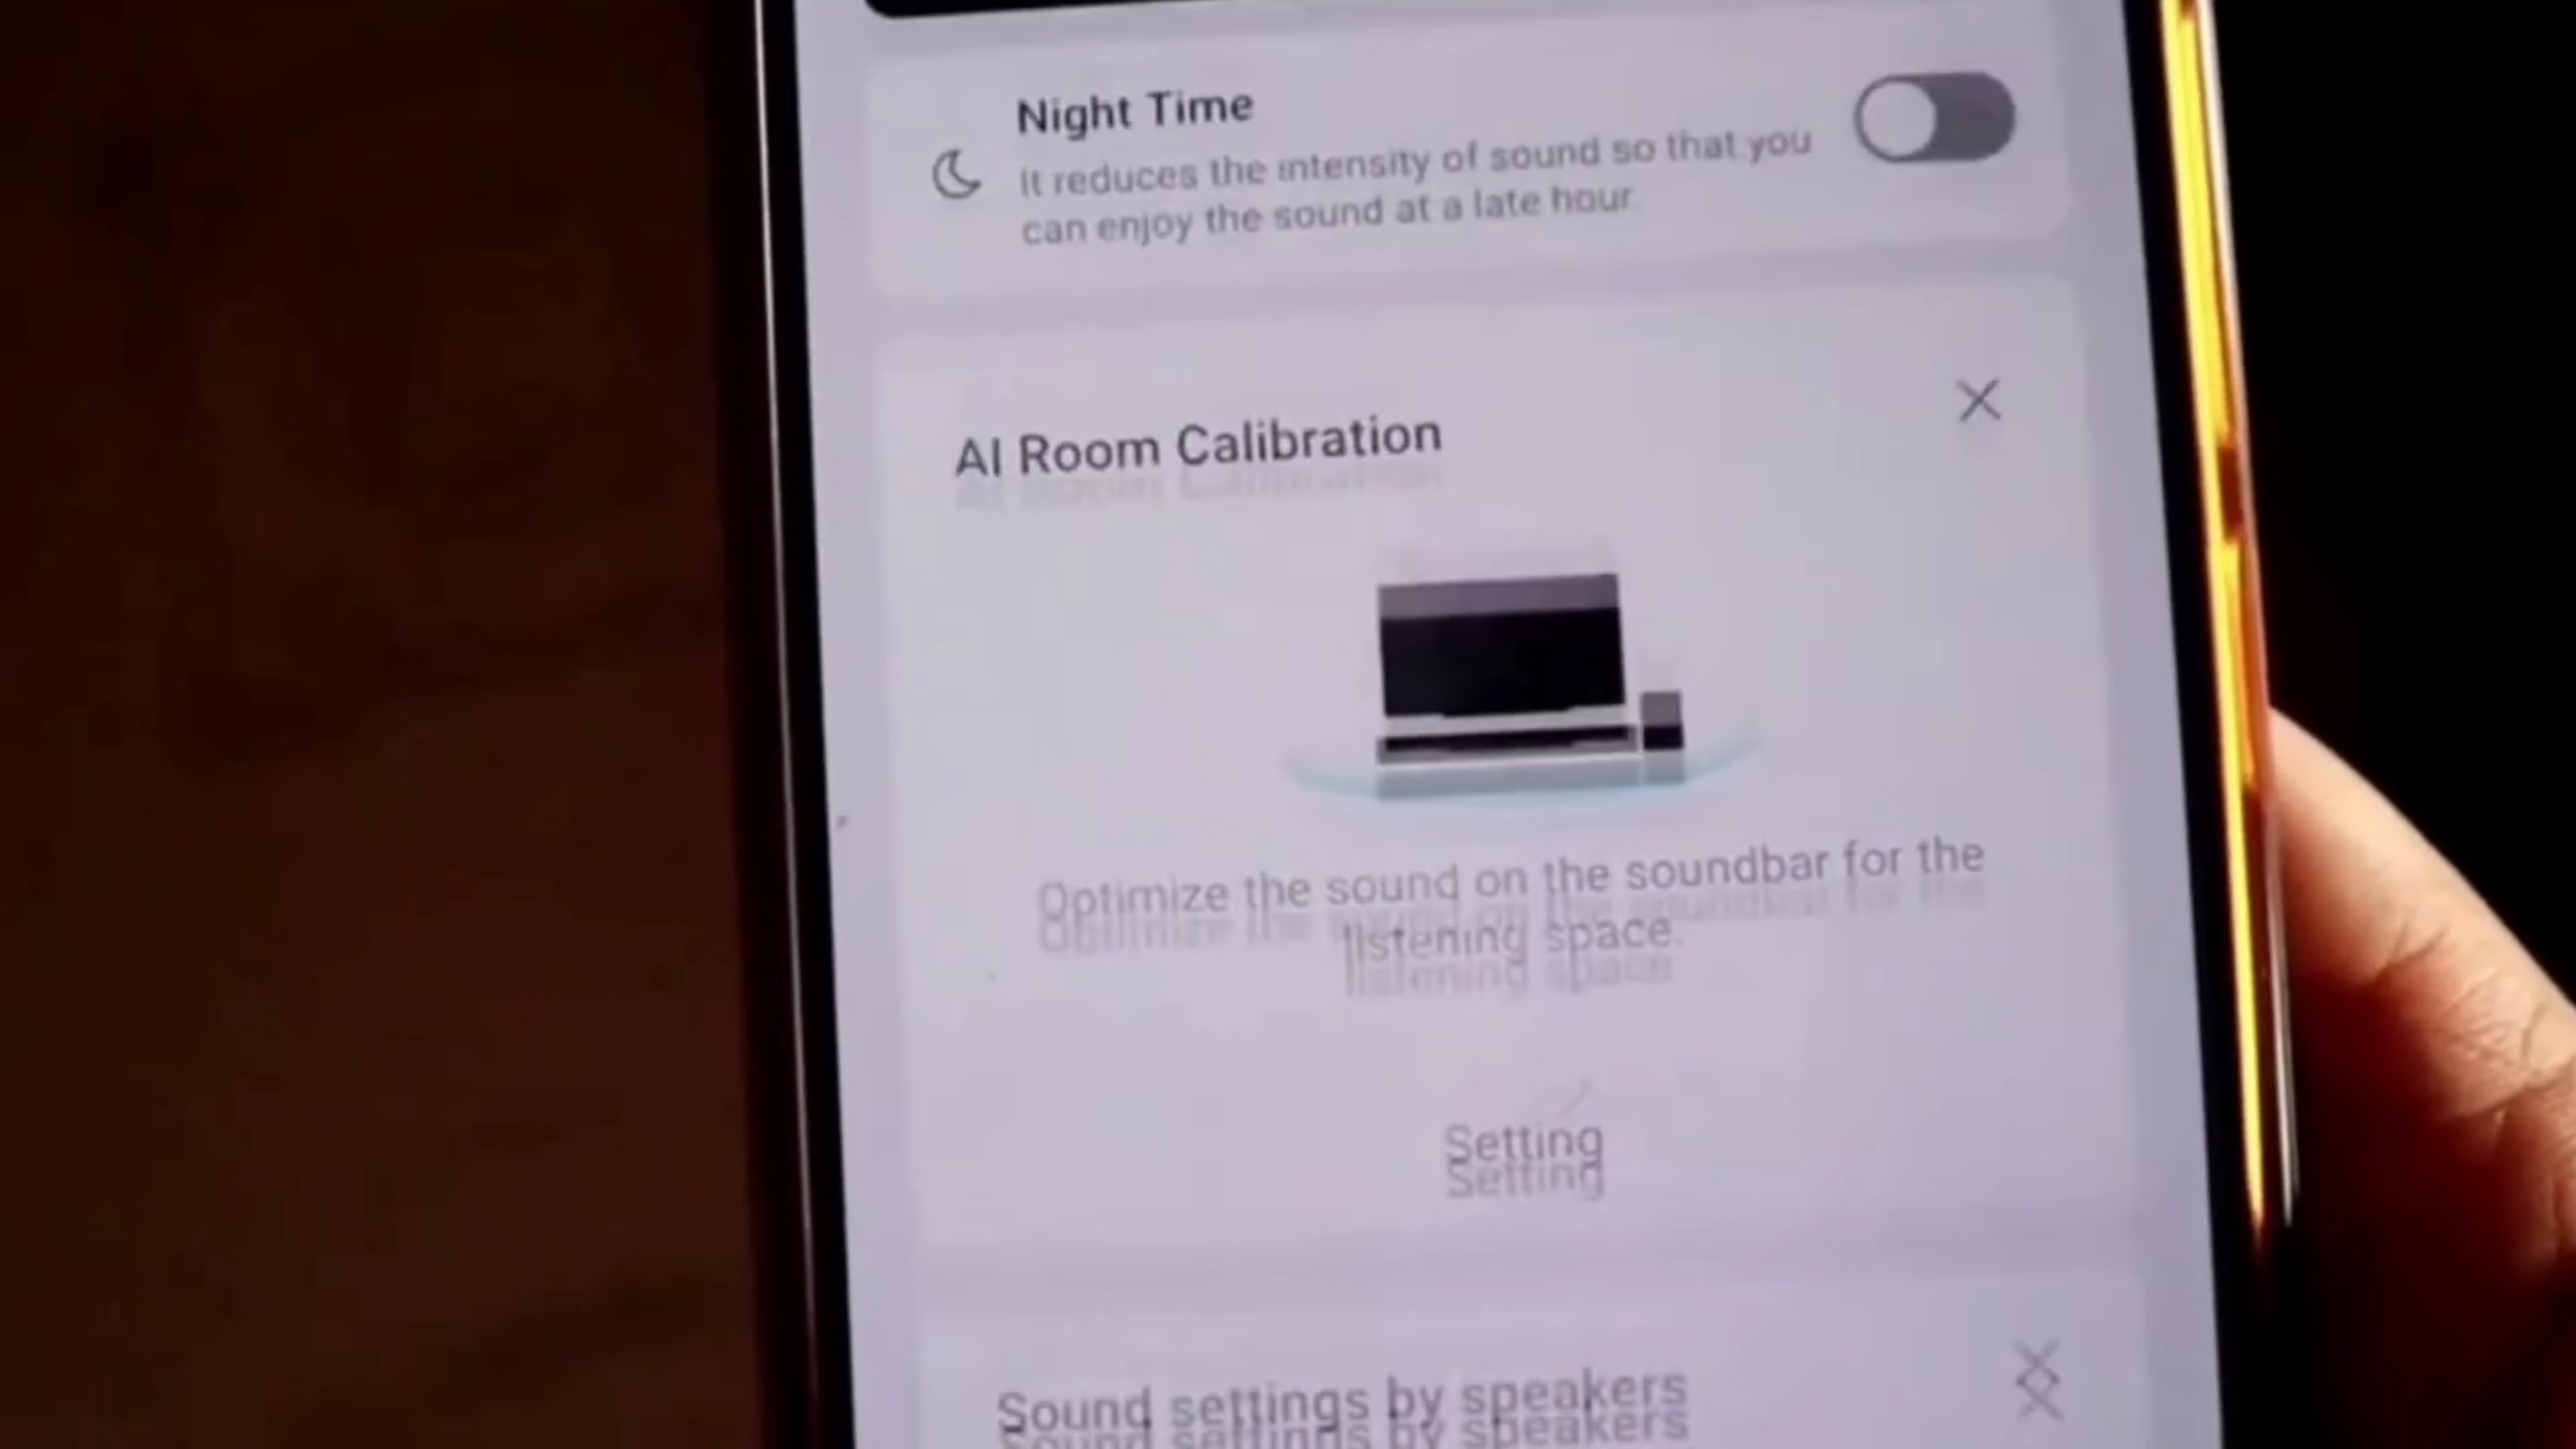 Night Time
It reduces the intensity of sound so that you
can enjoy the sound at a late hour.
AI Room Calibration
Optimize the sound on the soundbar for the
listening space.
Setting
Sound settings by speakers